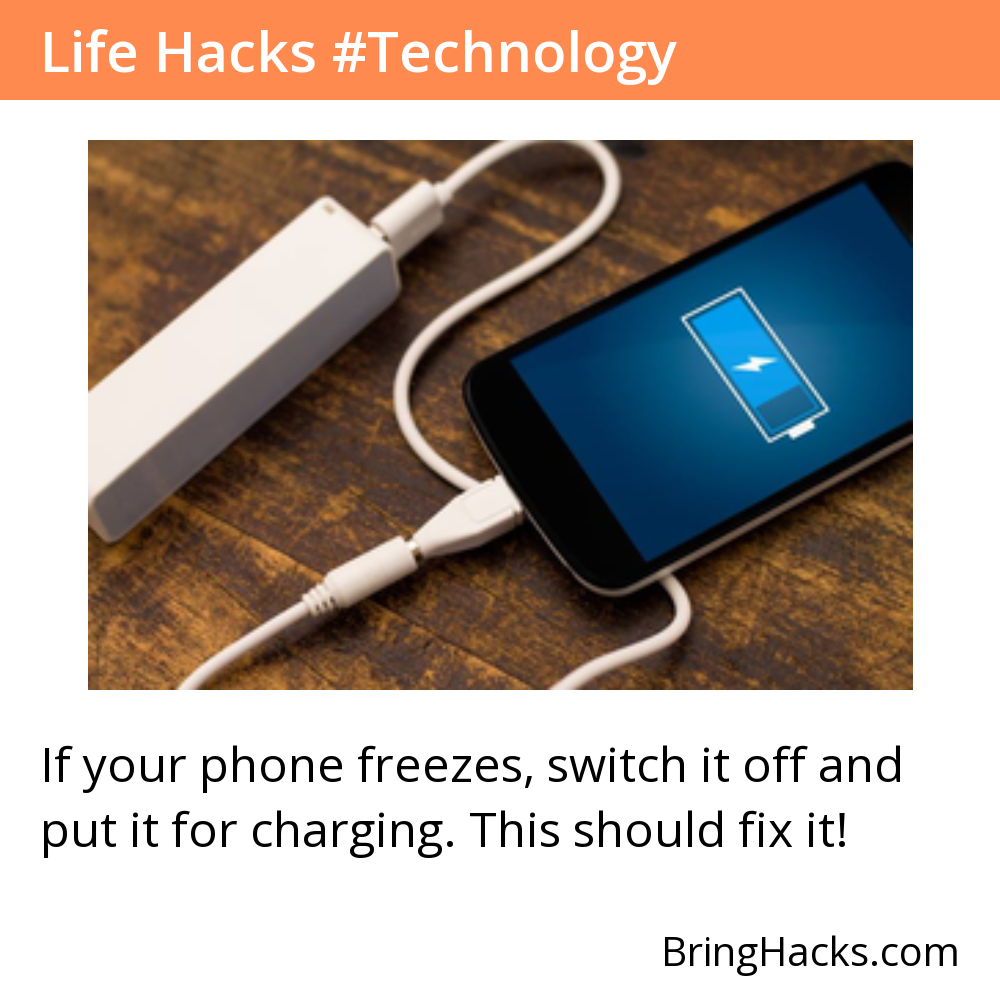 Life Hacks #Technology
If your phone freezes, switch it off and
put it for charging. This should fix it!
BringHacks.com